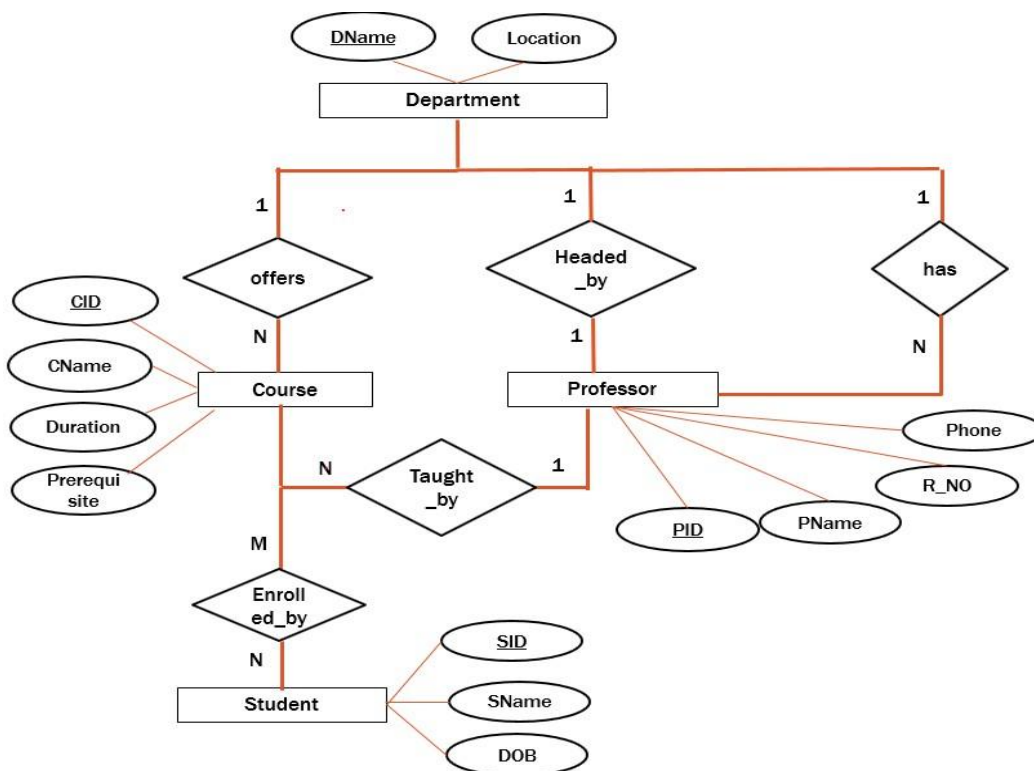 DName
Location
Department
1
1
1
offers
Headed
_by
has
CID
N
1
N
CName
Course
Professor
Duration
Phone
N
Taught
_by
1
R_NO
Prerequi
site
PID
PName
M
Enroll
ed_by
SID
N
Student
SName
DOB